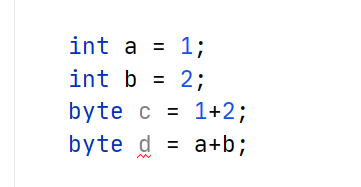 int a = 1;
int b = 2;
byte c = 1+2;
byte d = a+b;